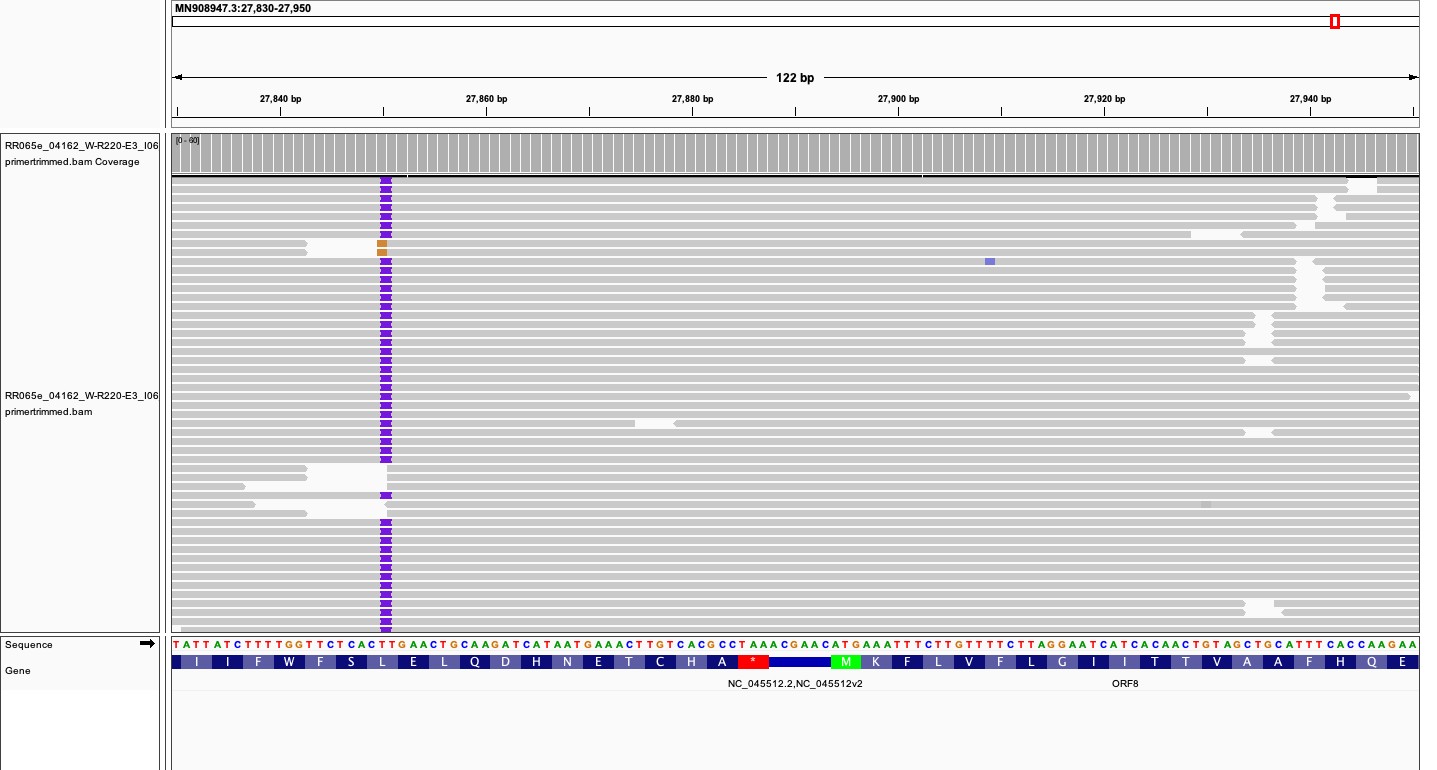 MN908947.3:27,830-27,950
122 bp
27,840 bp 27,860 bp 27,880 bp 27,900 bp 27,920 bp 27,940 bp
RR065e_04162_W-R220-E3_I06
primertrimmed.bam Coverage
[0 - 60]
RR065e_04162_W-R220-E3_I06
primertrimmed.bam
Sequence
TATTATCTTTTGGTTCTCACTTGAACTGCAAGATCATAATGAAACTTGTCACGCCTAAACGAACATGAAATTTCTTGTTTTCTTAGGAATCATCACAACTGTAGCTGCATTTCACCAAGAA
Gene
I I F W F S L E L Q D H N E T C H A * M K F L V F L G I I T T V A A F H Q E
NC_045512.2,NC_045512v2 ORF8